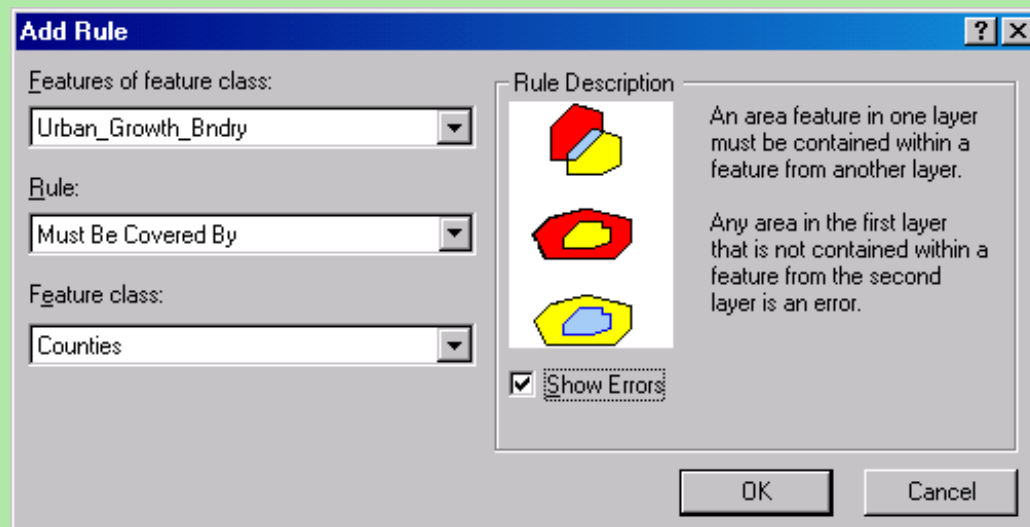 Add Rule
Features of feature class:
Urban_Growth_Bndry
Rule:
Must Be Covered By
Feature class:
Counties
Rule Description
An area feature in one layer
must be contained within a
feature from another layer.
Any area in the first layer
that is not contained within a
feature from the second
layer is an error.
Show Errors
OK
Cancel